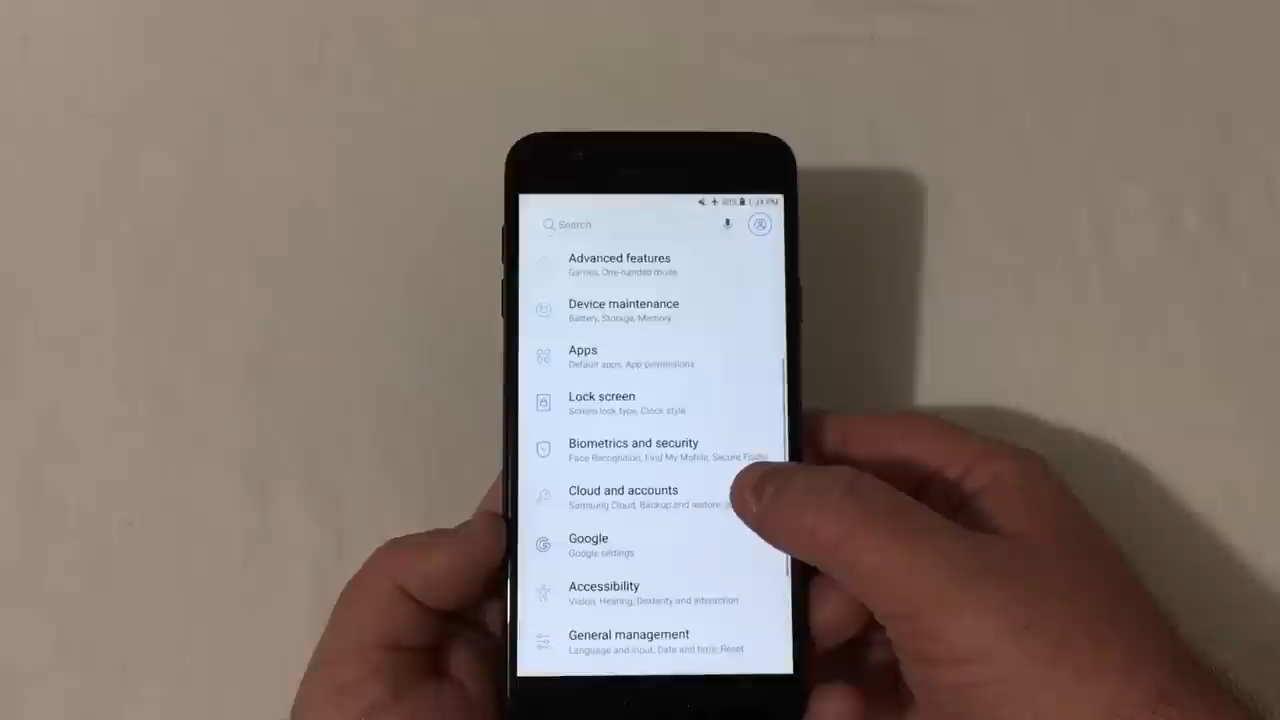 1:24 PM
Search
Advanced features
Games, One-handed mode
Device maintenance
Battery, Storage, Memory
Apps
Default apps, App permissions
Lock screen
Screen lock type, Clock style
Biometrics and security
Face Recognition, Find My Mobile, Secure Folder
Cloud and accounts
Samsung Cloud, Backup and restore,
Google
Google settings
Accessibility
Vision, Hearing, Dexterity and interaction
General management
Language and input, Date and time, Reset